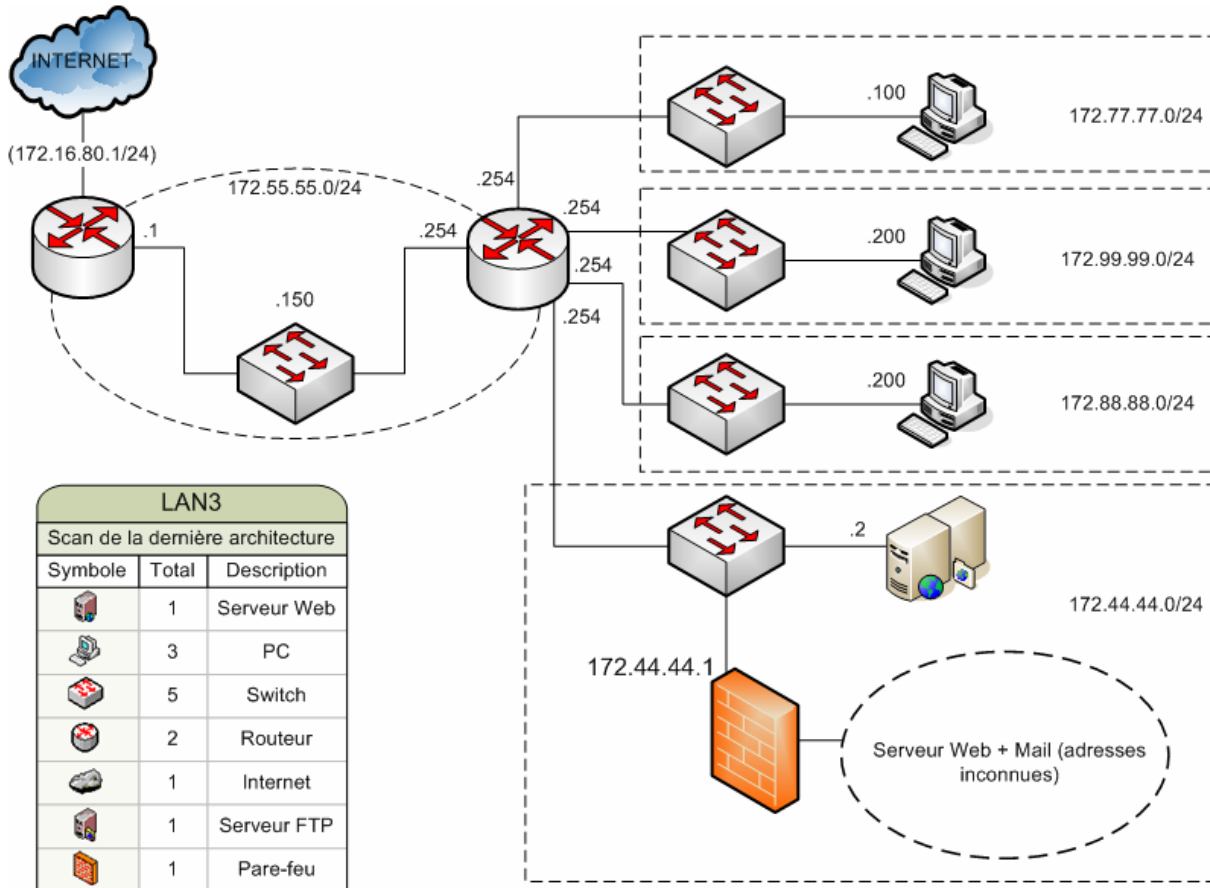 INTERNET
(172.16.80.1/24)
172.55.55.0/24
.1
.150
.254
.254
.254
.254
.254
.100
172.77.77.0/24
.200
172.99.99.0/24
.200
172.88.88.0/24
.2
172.44.44.0/24
172.44.44.1
Serveur Web + Mail (adresses
inconnues)
LAN3
Scan de la dernière architecture
Symbole Total Description
1 Serveur Web
3 PC
5 Switch
2 Routeur
1 Internet
1 Serveur FTP
1 Pare-feu